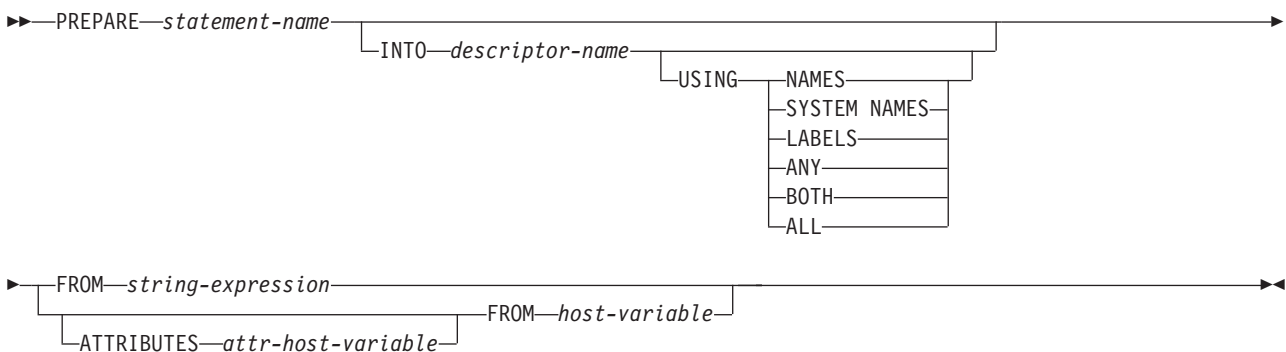 PREPARE statement-name
INTO descriptor-name
USING NAMES
SYSTEM NAMES
LABELS
ANY
BOTH
ALL
FROM string-expression
FROM host-variable
ATTRIBUTES attr-host-variable